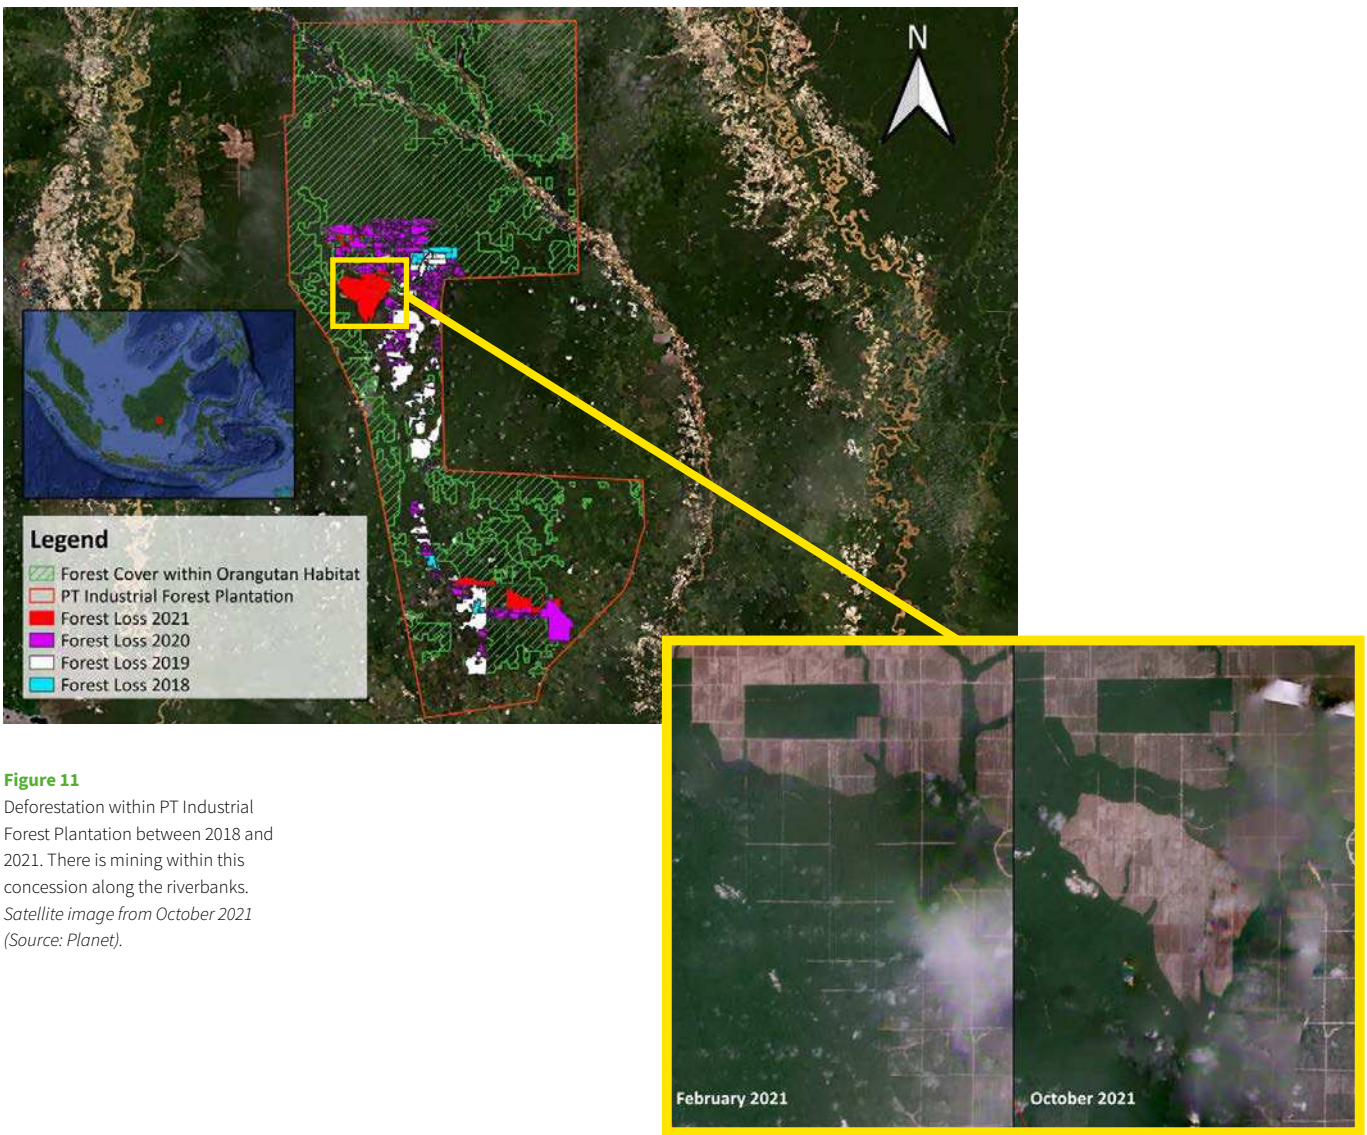 N
Legend
Forest Cover within Orangutan Habitat
PT Industrial Forest Plantation
Forest Loss 2021
Forest Loss 2020
Forest Loss 2019
Forest Loss 2018
Figure 11
Deforestation within PT Industrial
Forest Plantation between 2018 and
2021. There is mining within this
concession along the riverbanks.
Satellite image from October 2021
(Source: Planet).
February 2021
October 2021